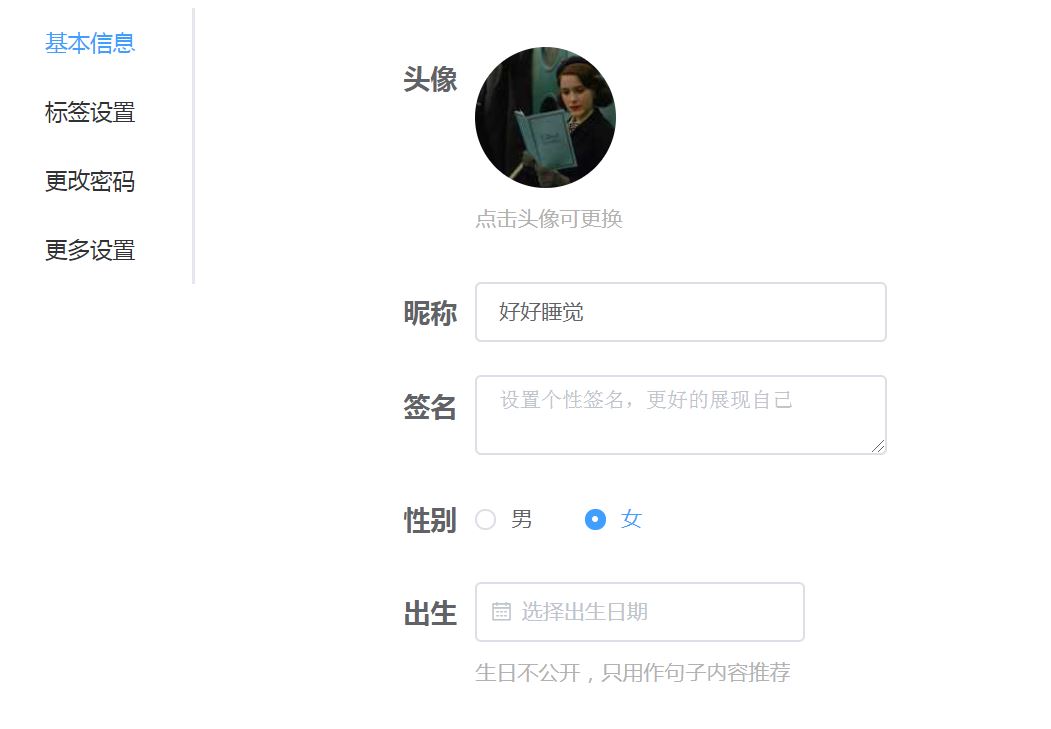 基本信息
标签设置
更改密码
更多设置
头像
点击头像可更换
昵称
好好睡觉
签名
设置个性签名，更好的展现自己
性别
男
女
出生
选择出生日期
生日不公开，只用作句子内容推荐